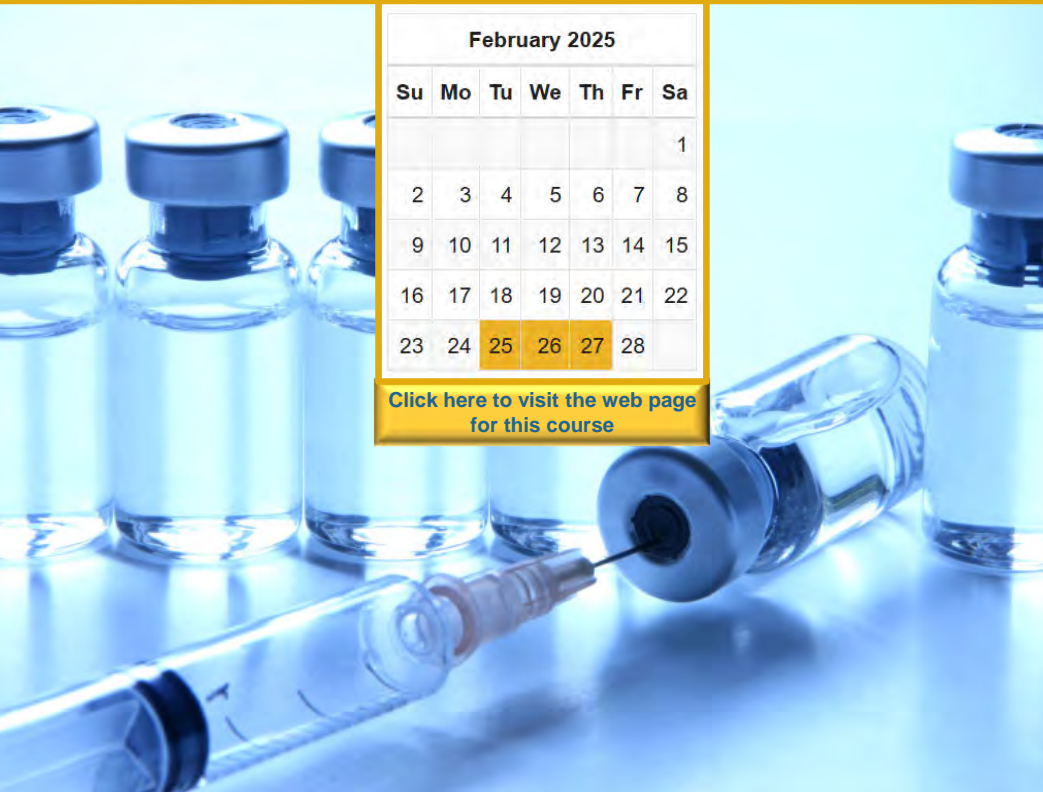 February 2025
Su Mo Tu We Th Fr Sa
1
2 3 4 5 6 7 8
9 10 11 12 13 14 15
16 17 18 19 20 21 22
23 24 25 26 27 28
Click here to visit the web page
for this course